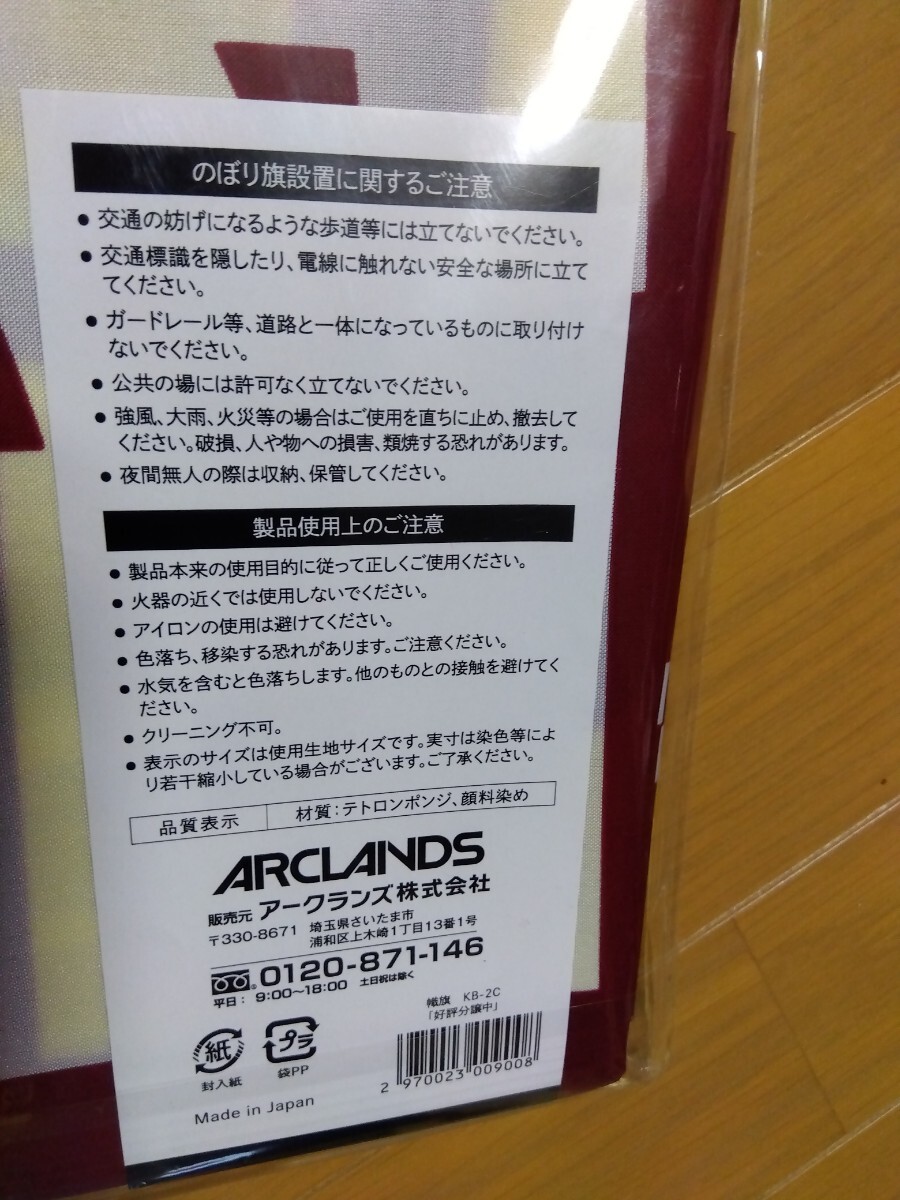 のぼり旗設置に関するご注意
● 交通の妨げになるような歩道等には立てないでください。
● 交通標識を隠したり、電線に触れない安全な場所に立て
てください。
● ガードレール等、道路と一体になっているものに取り付け
ないでください。
● 公共の場には許可なく立てないでください。
● 強風、大雨、火災等の場合はご使用を直ちに止め、撤去して
ください。破損、人や物への損害、類焼する恐れがあります。
● 夜間無人の際は収納、保管してください。
製品使用上のご注意
● 製品本来の使用目的に従って正しくご使用ください。
● 火器の近くでは使用しないでください。
● アイロンの使用は避けてください。
● 色落ち、移染する恐れがあります。ご注意ください。
● 水気を含むと色落ちします。他のものとの接触を避けてく
ださい。
● クリーニング不可。
● 表示のサイズは使用生地サイズです。実寸は染色等によ
り若干縮小している場合がございます。ご了承ください。
品質表示 材質:テトロンポンジ、顔料染め
ARCLANDS
販売元 アークランズ株式会社
〒330-8671 埼玉県さいたま市
浦和区上木崎1丁目13番1号
0120-871-146
平日: 9:00~18:00 土日祝は除く
幟旗 KB-2C
「好評分譲中」
紙 プラ
封入紙 袋PP
2 970023 009008
Made in Japan